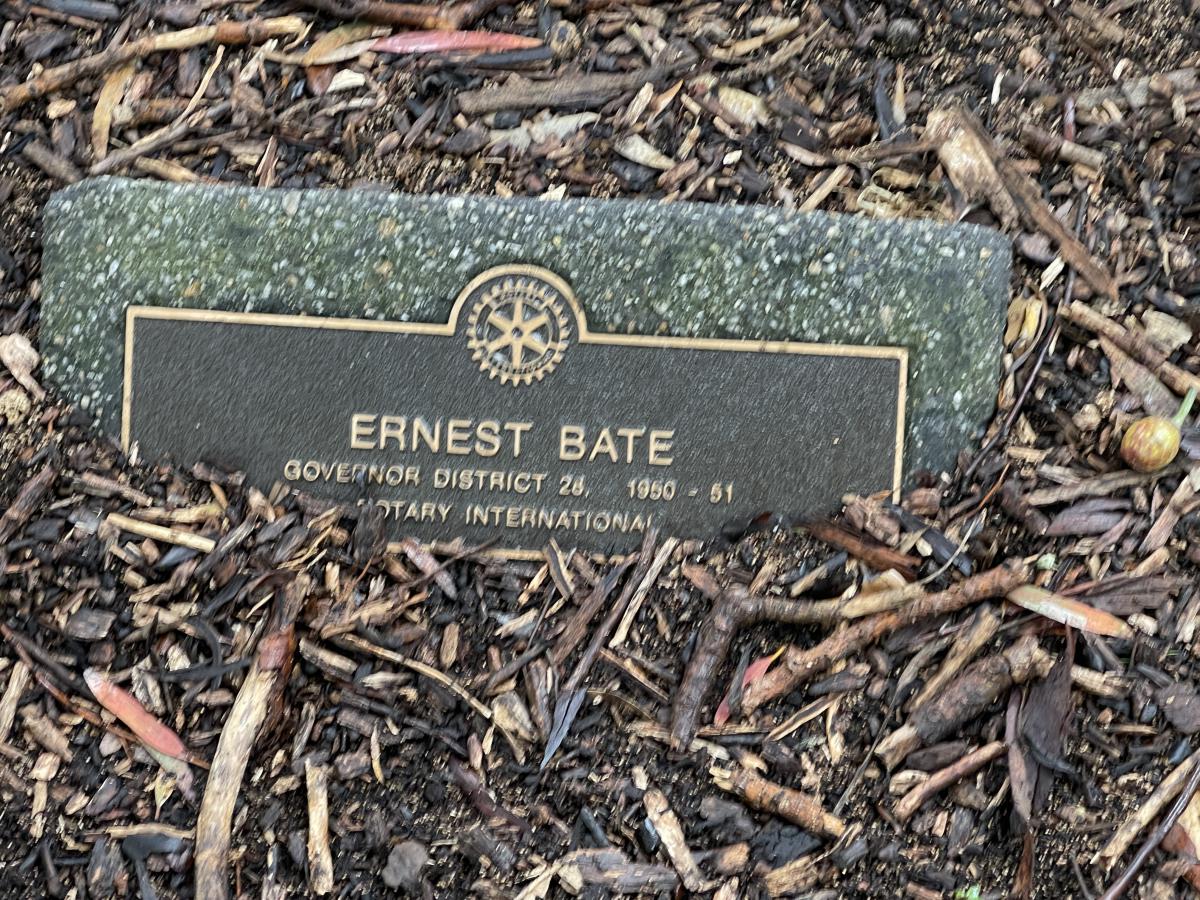 ERNEST BATE
GOVERNOR DISTRICT 28, 1950 - 51
ROTARY INTERNATIONAL